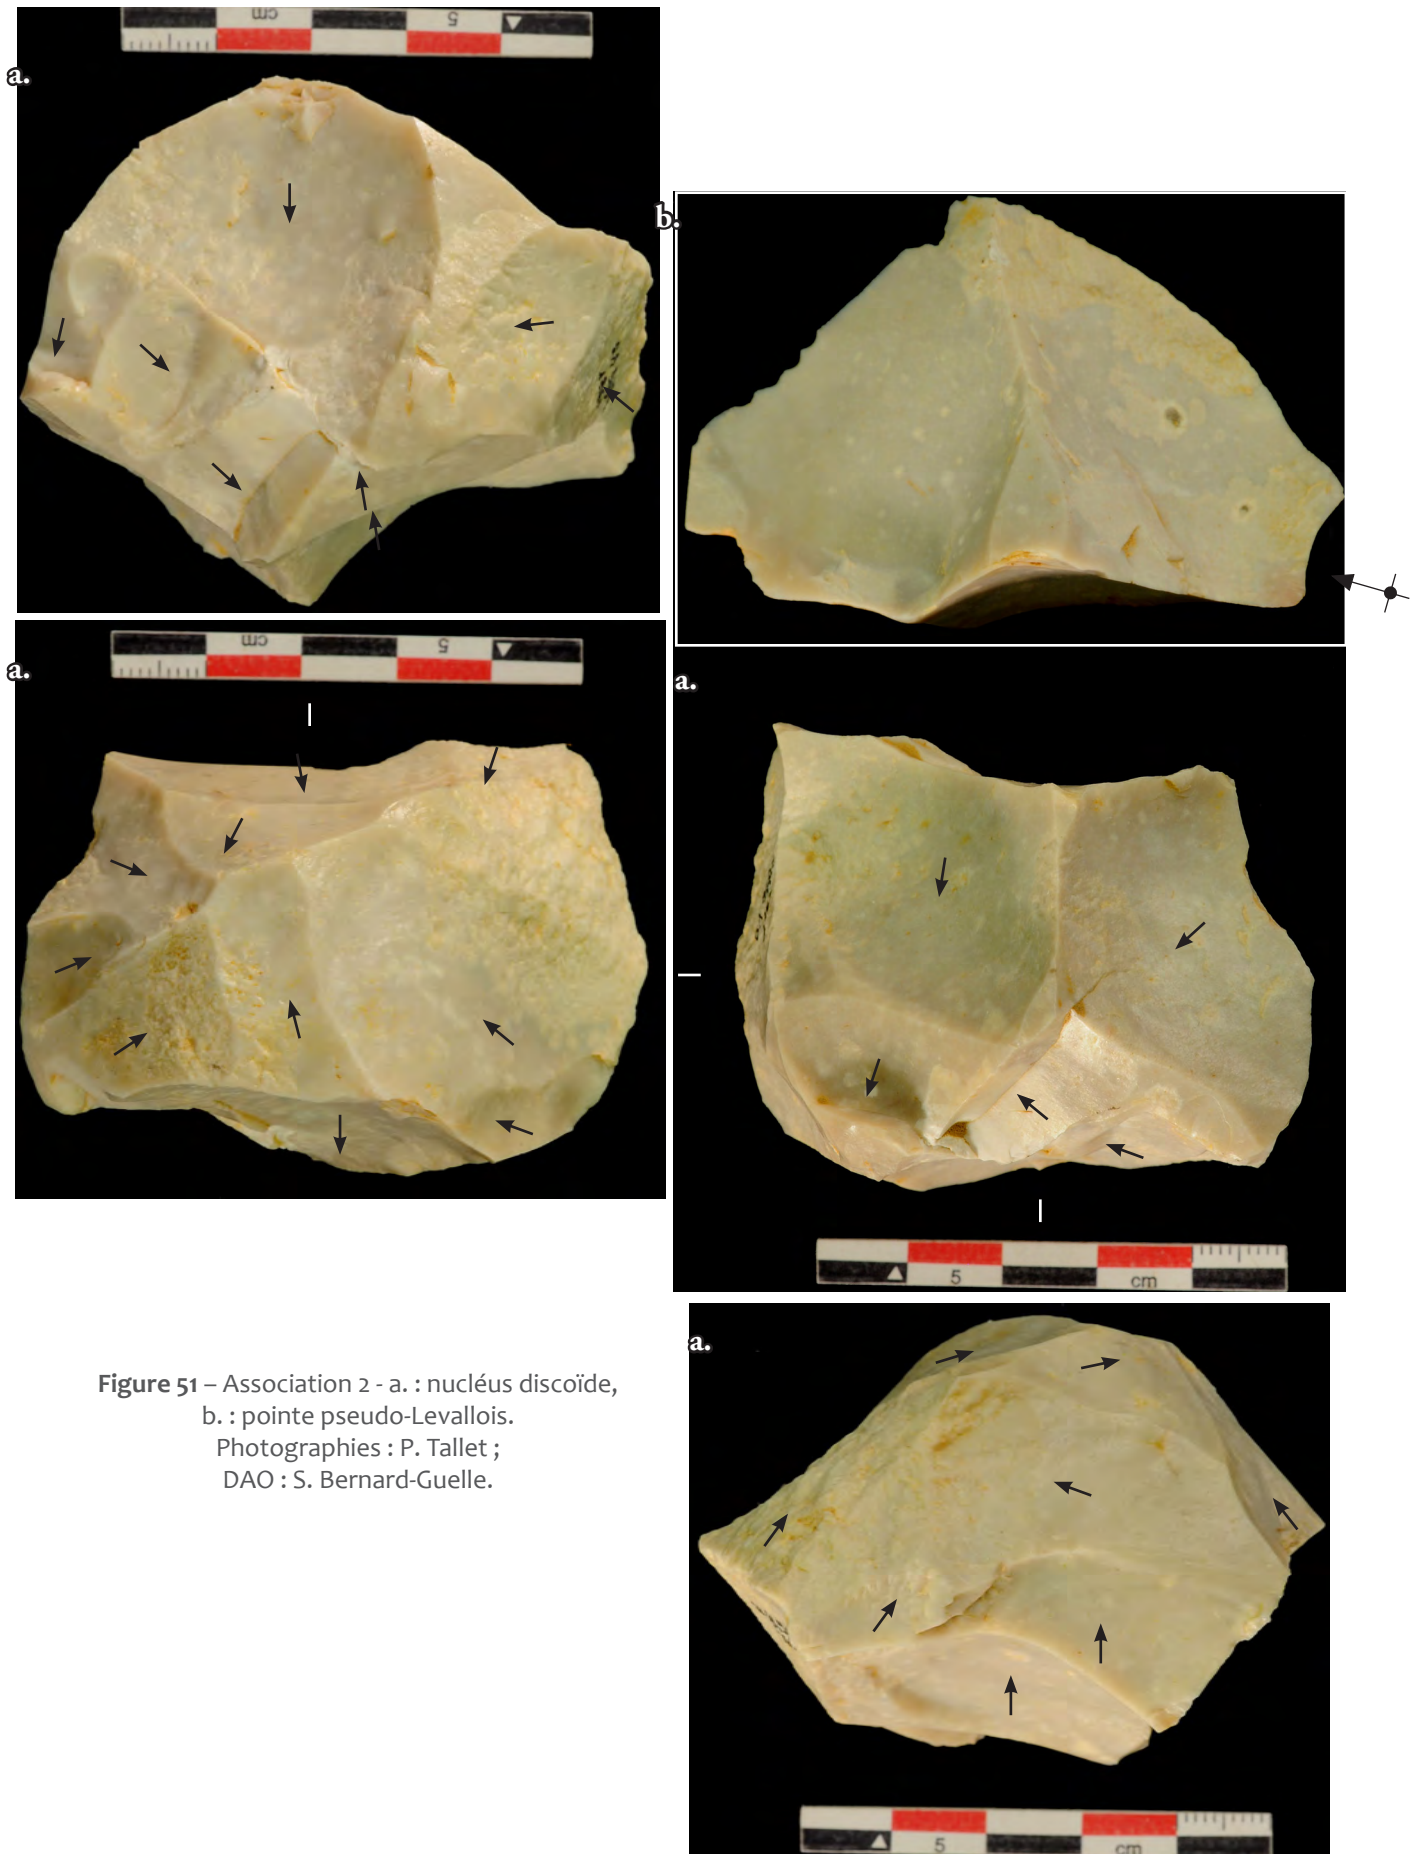 cm 5
a.
b.
cm 5
a.
a.
5 cm
Figure 51 – Association 2 - a. : nucléus discoïde,
b. : pointe pseudo-Levallois.
Photographies : P. Tallet ;
DAO : S. Bernard-Guelle.
a.
5 cm